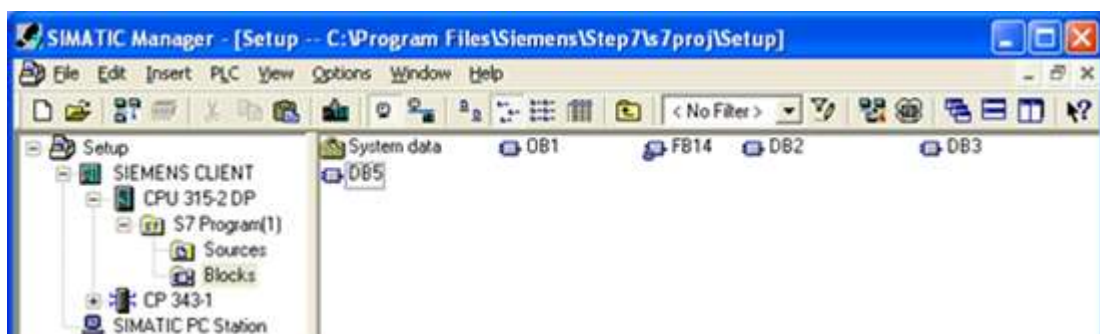 SIMATIC Manager - [Setup -- C:\Program Files\Siemens\Step7\s7proj\Setup]
File Edit Insert PLC View Options Window Help
< No Filter >
Setup
SIEMENS CLIENT
CPU 315-2 DP
S7 Program(1)
Sources
Blocks
CP 343-1
SIMATIC PC Station
System data OB1 FB14 DB2 DB3
DB5